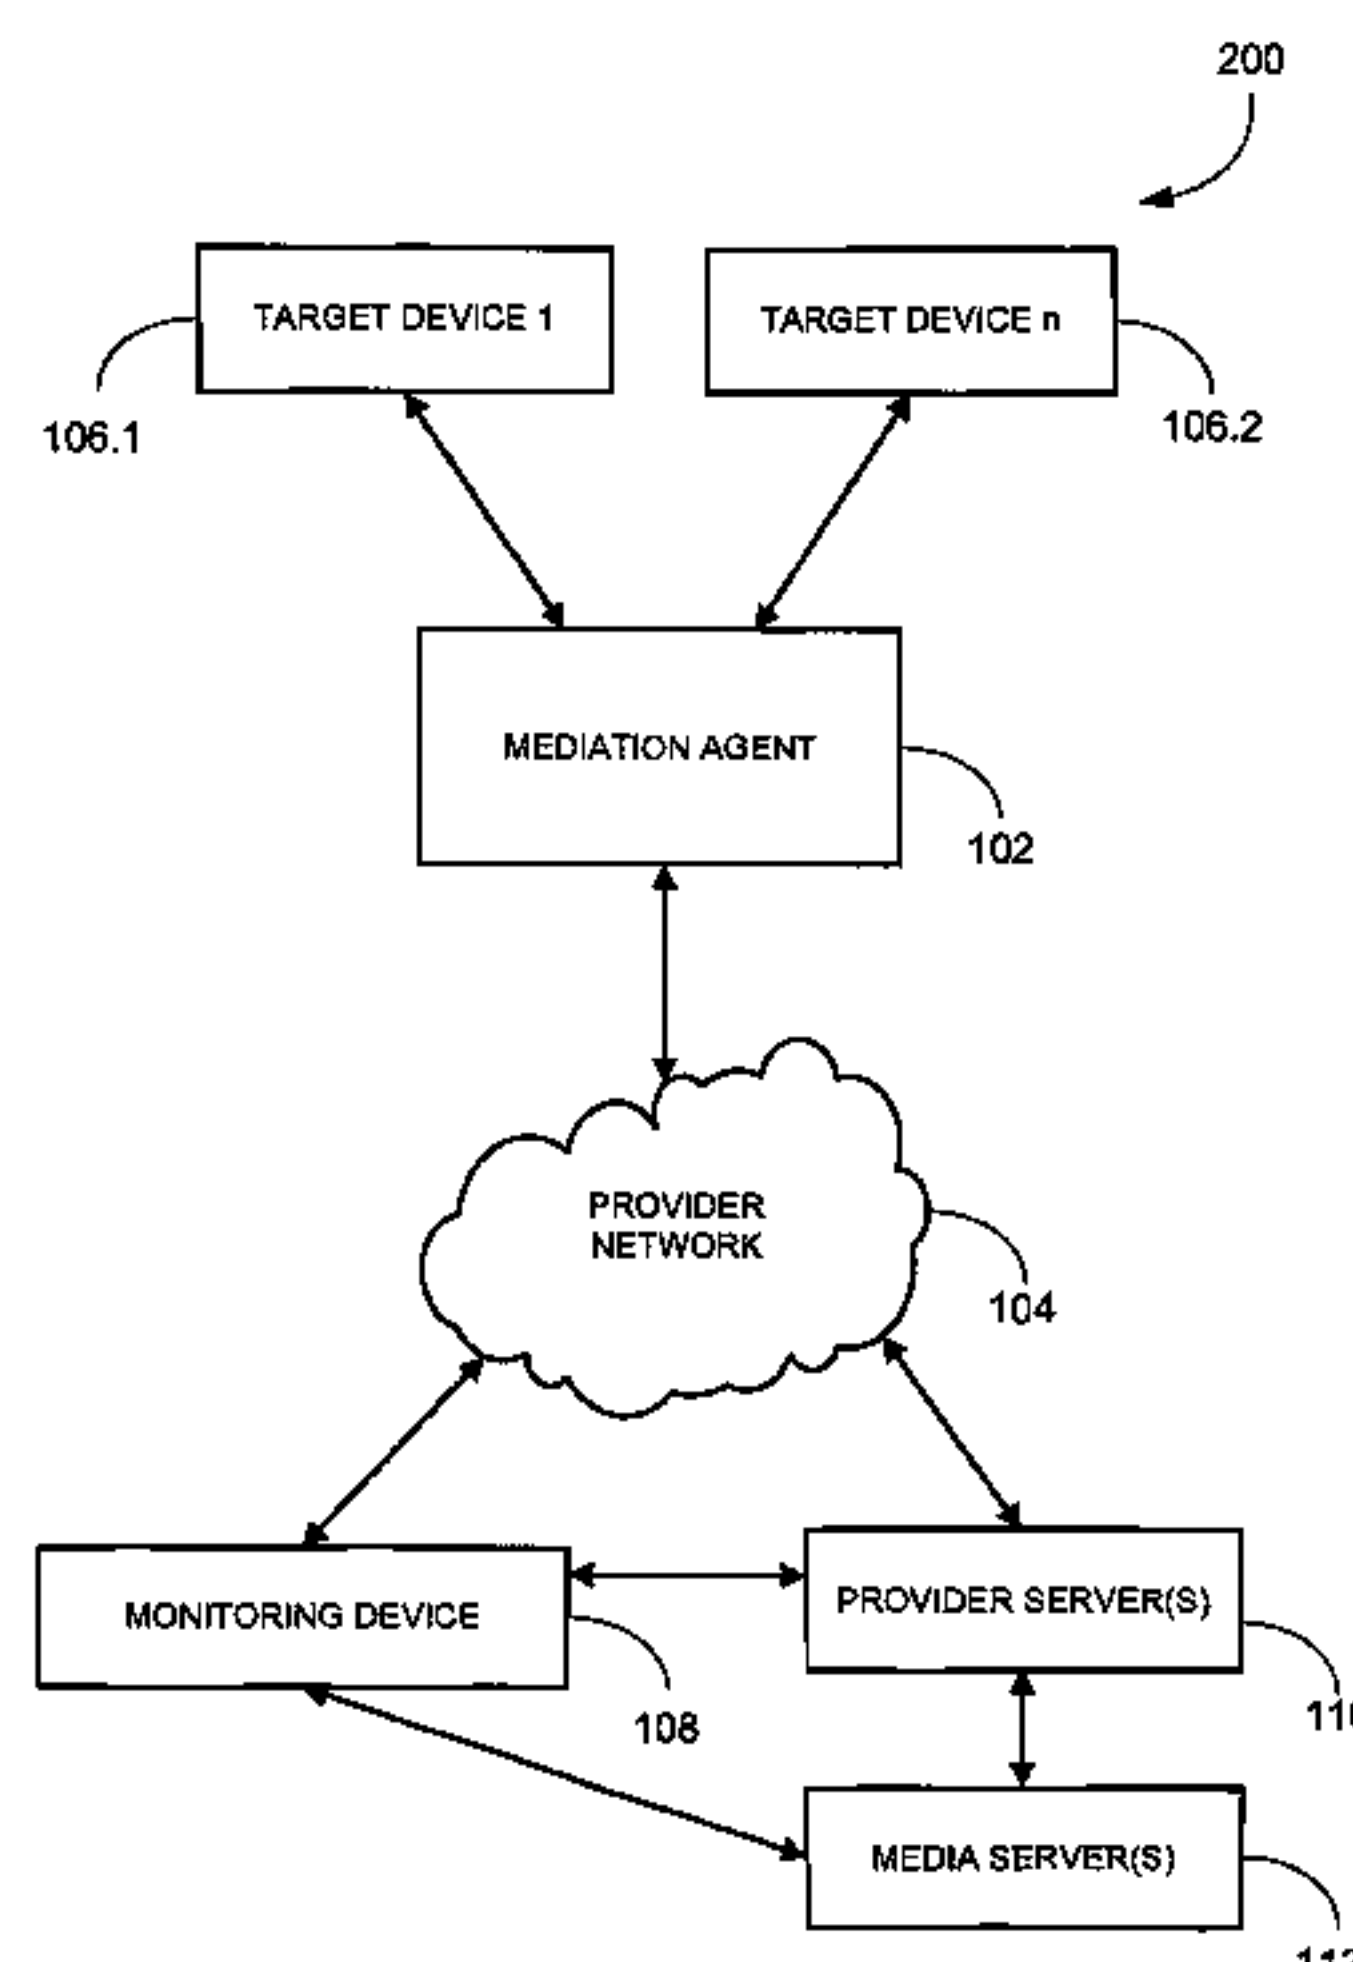 200
TARGET DEVICE 1
TARGET DEVICE n
106.1
106.2
MEDIATION AGENT
102
PROVIDER
NETWORK
104
MONITORING DEVICE
PROVIDER SERVER(S)
108
MEDIA SERVER(S)